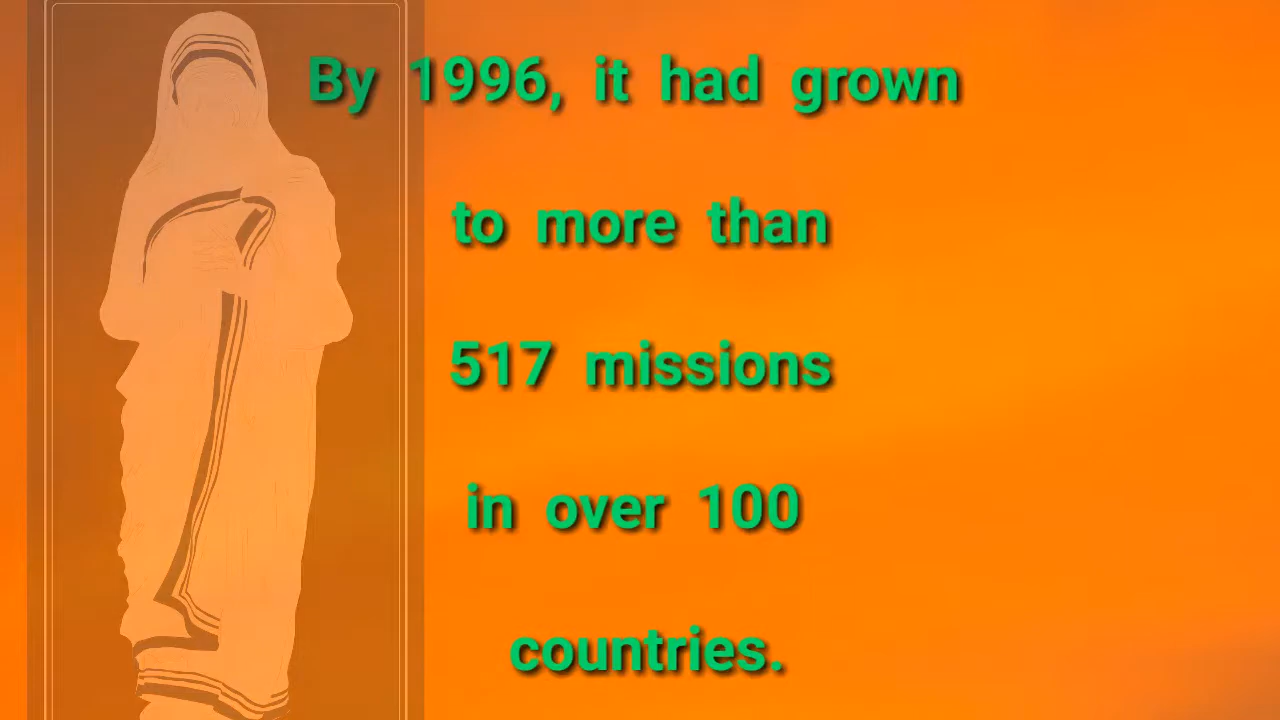 By 1996, it had grown
to more than
517 missions
in over 100
countries.